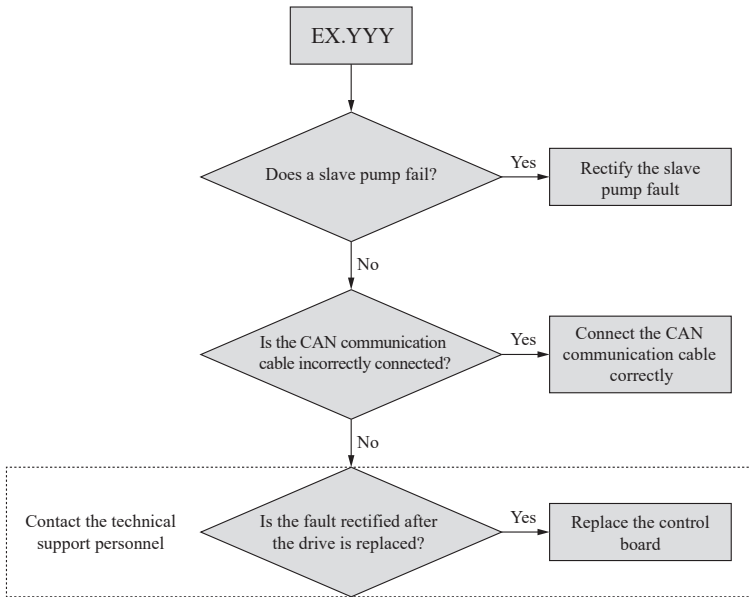 EX.YYY
Does a slave pump fail?
Yes
Rectify the slave
pump fault
No
Is the CAN communication
cable incorrectly connected?
Yes
Connect the CAN
communication cable
correctly
No
Contact the technical
support personnel
Is the fault rectified after
the drive is replaced?
Yes
Replace the control
board